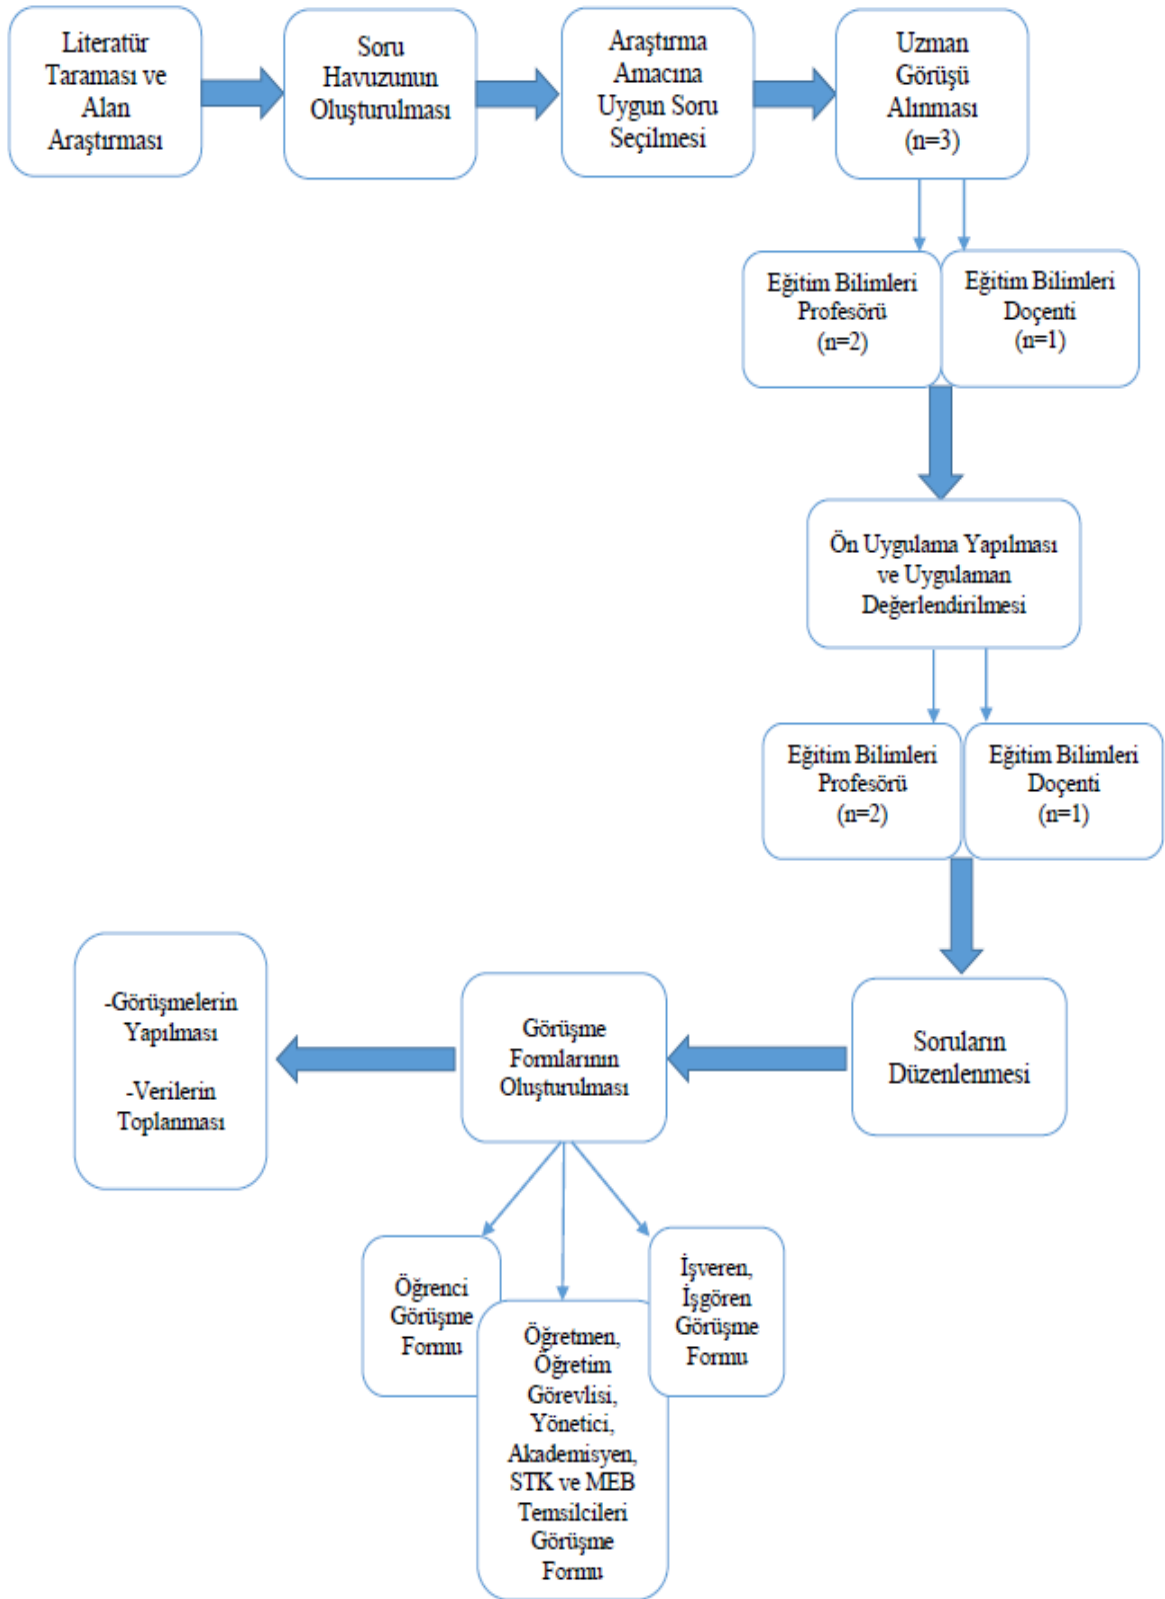 Literatür
Taraması ve
Alan
Araştırması
Soru
Havuzunun
Oluşturulması
Araştırma
Amacına
Uygun Soru
Seçilmesi
Uzman
Görüşü
Alınması
(n=3)
Eğitim Bilimleri
Profesörü
(n=2)
Eğitim Bilimleri
Doçenti
(n=1)
Ön Uygulama Yapılması
ve Uygulaman
Değerlendirilmesi
Eğitim Bilimleri
Profesörü
(n=2)
Eğitim Bilimleri
Doçenti
(n=1)
Soruların
Düzenlenmesi
Görüşme
Formlarının
Oluşturulması
-Görüşmelerin
Yapılması
-Verilerin
Toplanması
Öğrenci
Görüşme
Formu
Öğretmen,
Öğretim
Görevlisi,
Yönetici,
Akademisyen,
STK ve MEB
Temsilcileri
Görüşme
Formu
İşveren,
İşgören
Görüşme
Formu